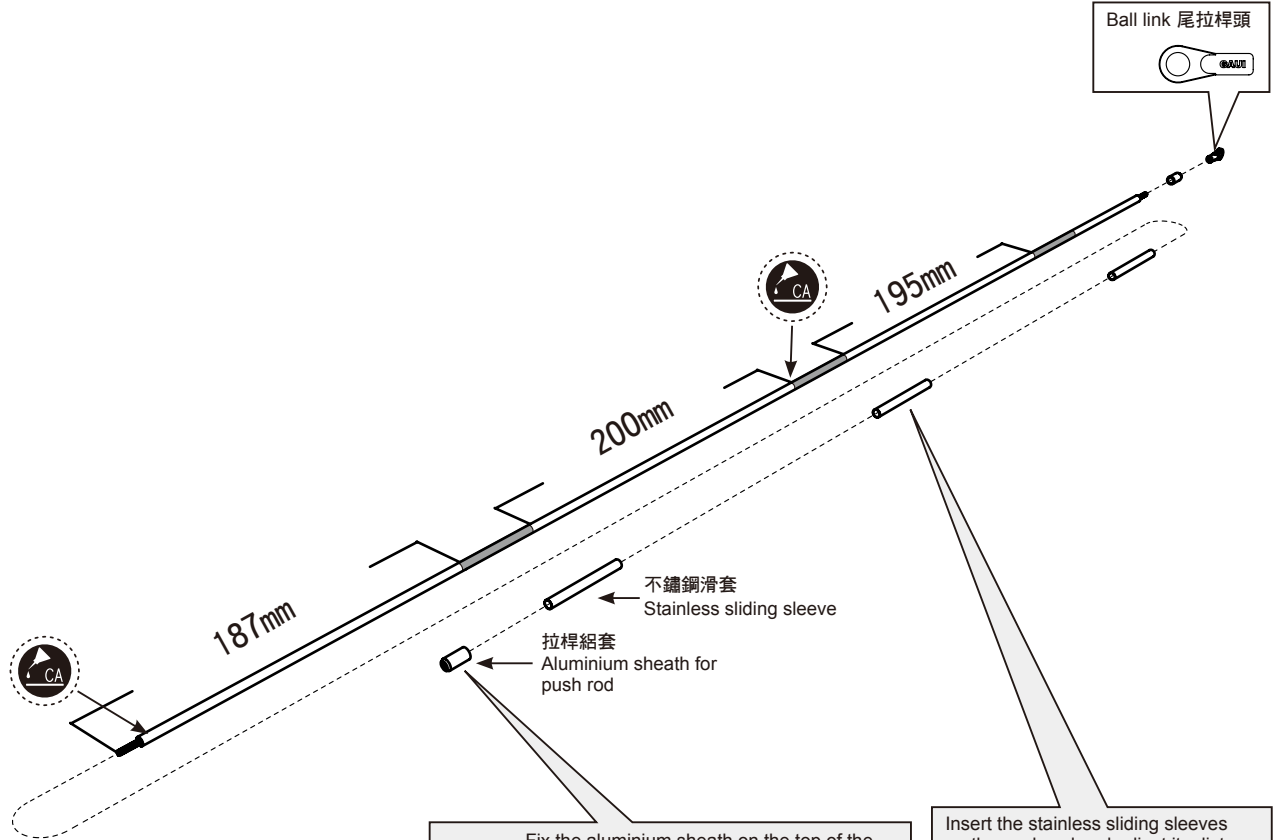 Ball link 尾拉桿頭
GAUI
CA
195mm
200mm
不鏽鋼滑套
Stainless sliding sleeve
187mm
拉桿鋁套
Aluminium sheath for
push rod
CA
Fix the aluminium sheath on the top of the
Insert the stainless sliding sleeves